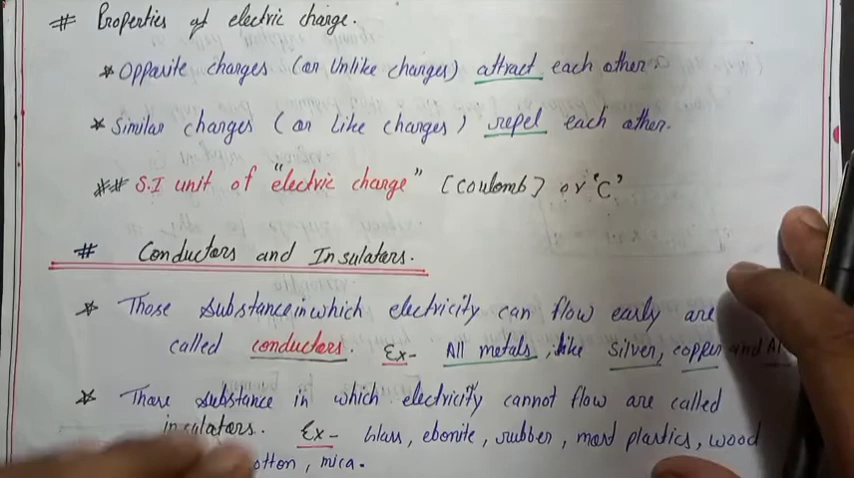 # Properties of electric charge.
* Opposite charges (or Unlike charges) attract each other
* Similar charges (or Like charges) repel each other.
** S.I unit of "electric charge" [coulomb] or 'C'
# Conductors and Insulators.
* Those substance in which electricity can flow early are
called conductors. Ex- All metals, like Silver, copper and Al
* Those substance in which electricity cannot flow are called
insulators. Ex- Glass, ebonite, rubber, most plastics, wood
otton, mica.